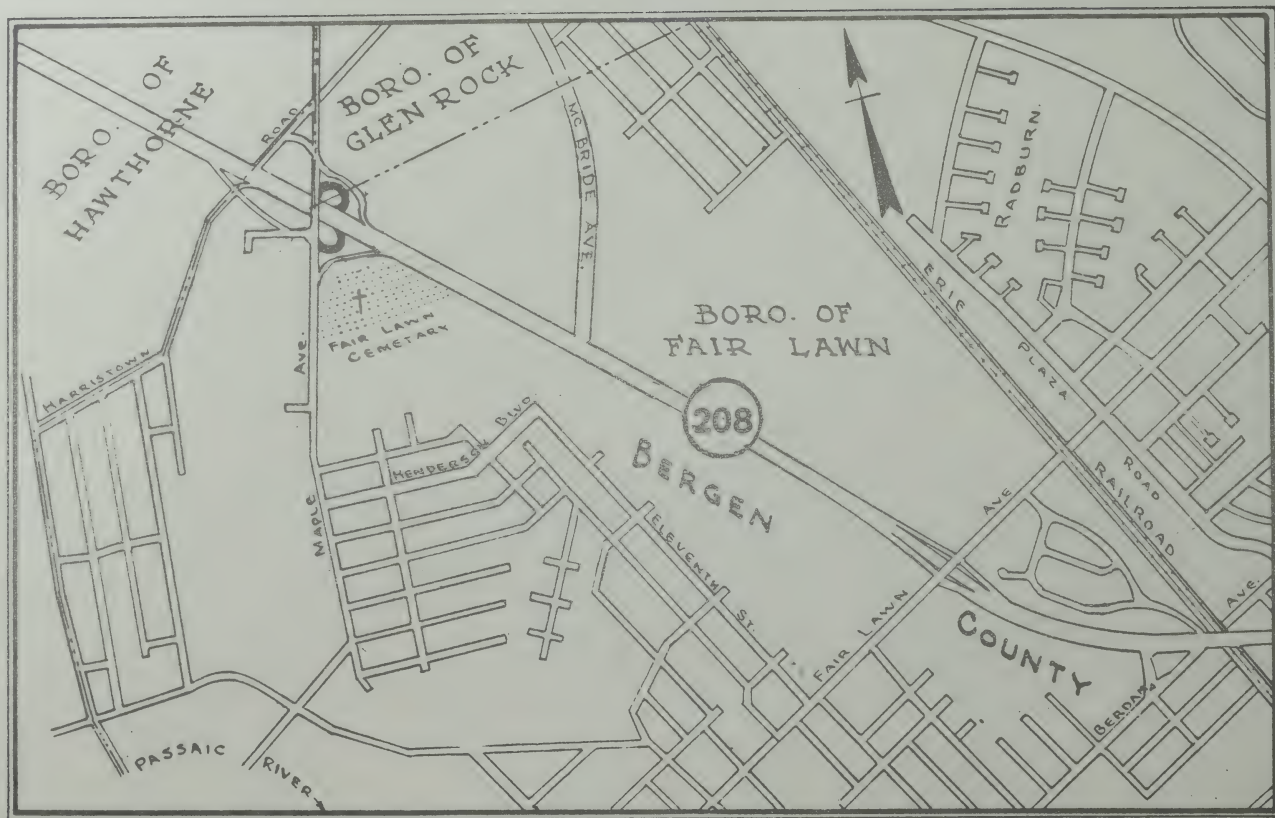 BORO. OF
HAWTHORNE
ROAD
BORO. OF
GLEN ROCK
MC BRIDE AVE.
RADBURN.
FAIR LAWN
CEMETARY
HARRISTOWN
MAPLE AVE.
HENDERSON BLVD.
BORO. OF
FAIR LAWN
ERIE RAILROAD
PLAZA ROAD
208
BERGEN
COUNTY
ELEVENTH ST.
FAIR LAWN AVE
BERDAN AVE.
PASSAIC
RIVER